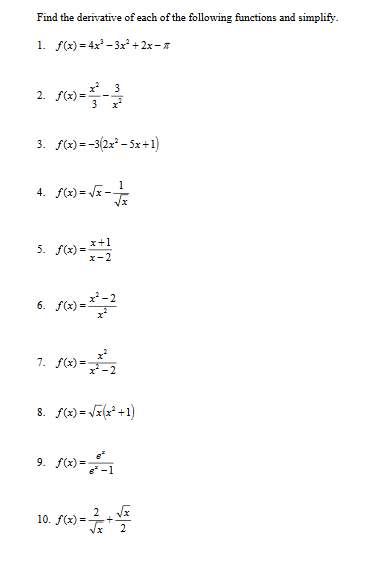 Find the derivative of each of the following functions and simplify.
1. f(x) = 4x³ – 3x² + 2x – π
2. f(x) = x²/3 – 3/x²
3. f(x) = –3(2x² – 5x + 1)
4. f(x) = √x – 1/√x
5. f(x) = (x+1)/(x–2)
6. f(x) = (x² – 2)/x²
7. f(x) = x²/(x² – 2)
8. f(x) = √x(x² + 1)
9. f(x) = eˣ/(eˣ – 1)
10. f(x) = 2/√x + √x/2